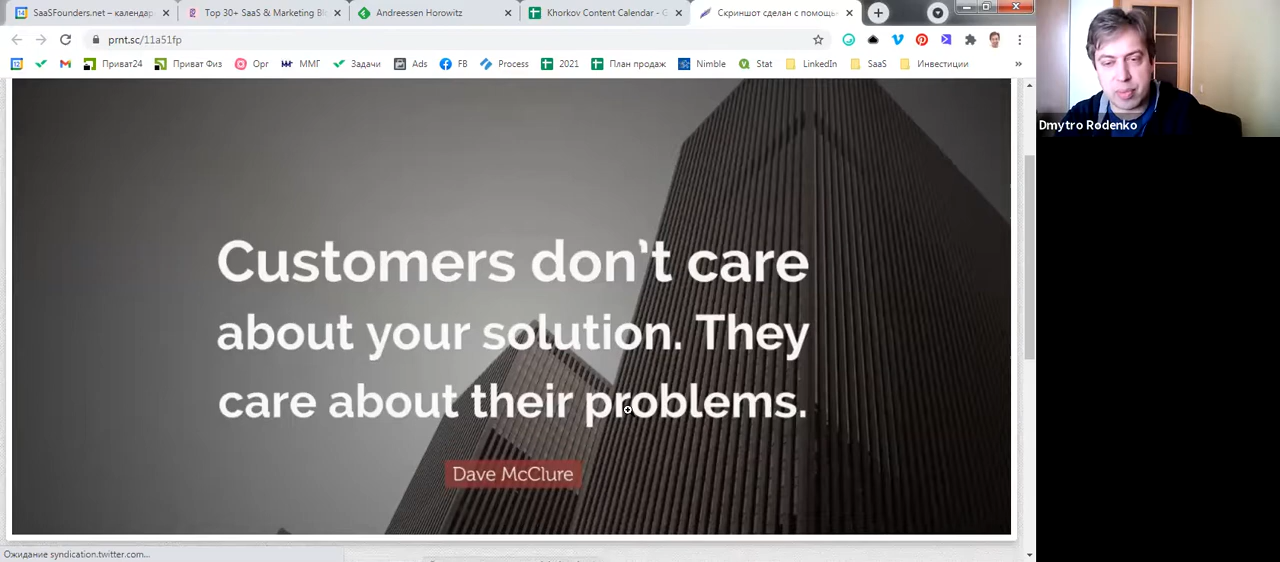 SaaSFounders.net – календар
Top 30+ SaaS & Marketing Bl
Andreessen Horowitz
Khorkov Content Calendar - G
Скриншот сделан с помощь
prnt.sc/11a51fp
Приват24
Приват Физ
Орг
ММГ
Задачи
Adf
FB
Process
2021
План продаж
Nimble
Stat
LinkedIn
SaaS
Инвестиции
»
Dmytro Rodenko
Customers don't care
about your solution. They
care about their problems.
Dave McClure
Ожидание syndication.twitter.com...